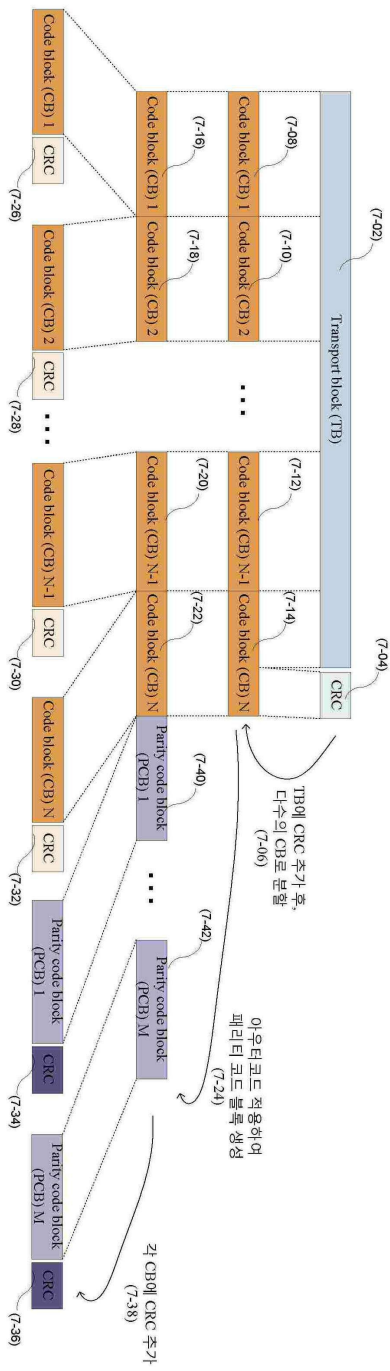 (7-02)
(7-04)
Transport block (TB)
CRC
TB에 CRC 추가 후,
다수의 CB로 분할
(7-06)
(7-08)
(7-10)
(7-12)
(7-14)
Code block (CB) 1
Code block (CB) 2
...
Code block (CB) N-1
Code block (CB) N
아우터코드 적용하여
패리티 코드 블록 생성
(7-24)
(7-16)
(7-18)
(7-20)
(7-22)
(7-40)
(7-42)
Code block (CB) 1
Code block (CB) 2
Code block (CB) N-1
Code block (CB) N
Parity code block
(PCB) 1
...
Parity code block
(PCB) M
각 CB에 CRC 추가
(7-38)
Code block (CB) 1
CRC
Code block (CB) 2
CRC
...
Code block (CB) N-1
CRC
Code block (CB) N
CRC
Parity code block
(PCB) 1
CRC
Parity code block
(PCB) M
CRC
(7-26)
(7-28)
(7-30)
(7-32)
(7-34)
(7-36)